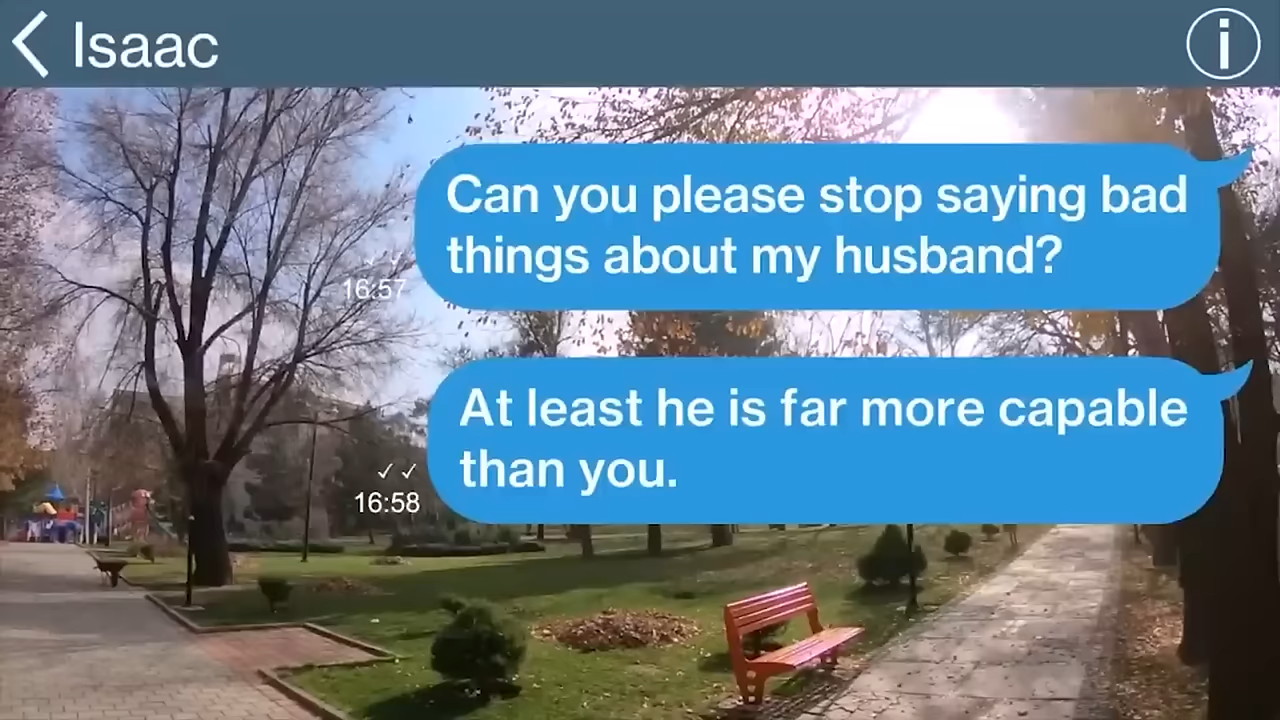 Isaac
Can you please stop saying bad
things about my husband?
16:57
At least he is far more capable
than you.
16:58